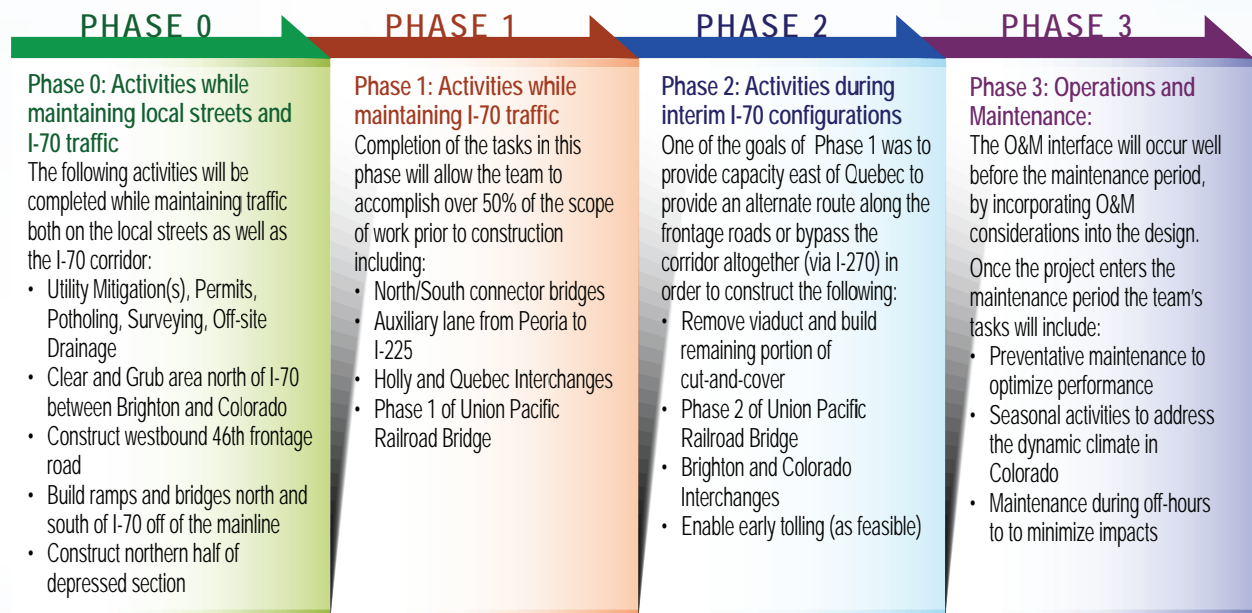 PHASE 0
Phase 0: Activities while
maintaining local streets and
I-70 traffic
The following activities will be
completed while maintaining traffic
both on the local streets as well as
the I-70 corridor:
• Utility Mitigation(s), Permits,
Potholing, Surveying, Off-site
Drainage
• Clear and Grub area north of I-70
between Brighton and Colorado
• Construct westbound 46th frontage
road
• Build ramps and bridges north and
south of I-70 off of the mainline
• Construct northern half of
depressed section
PHASE 1
Phase 1: Activities while
maintaining I-70 traffic
Completion of the tasks in this
phase will allow the team to
accomplish over 50% of the scope
of work prior to construction
including:
• North/South connector bridges
• Auxiliary lane from Peoria to
I-225
• Holly and Quebec Interchanges
• Phase 1 of Union Pacific
Railroad Bridge
PHASE 2
Phase 2: Activities during
interim I-70 configurations
One of the goals of Phase 1 was to
provide capacity east of Quebec to
provide an alternate route along the
frontage roads or bypass the
corridor altogether (via I-270) in
order to construct the following:
• Remove viaduct and build
remaining portion of
cut-and-cover
• Phase 2 of Union Pacific
Railroad Bridge
• Brighton and Colorado
Interchanges
• Enable early tolling (as feasible)
PHASE 3
Phase 3: Operations and
Maintenance:
The O&M interface will occur well
before the maintenance period,
by incorporating O&M
considerations into the design.
Once the project enters the
maintenance period the team's
tasks will include:
• Preventative maintenance to
optimize performance
• Seasonal activities to address
the dynamic climate in
Colorado
• Maintenance during off-hours
to to minimize impacts